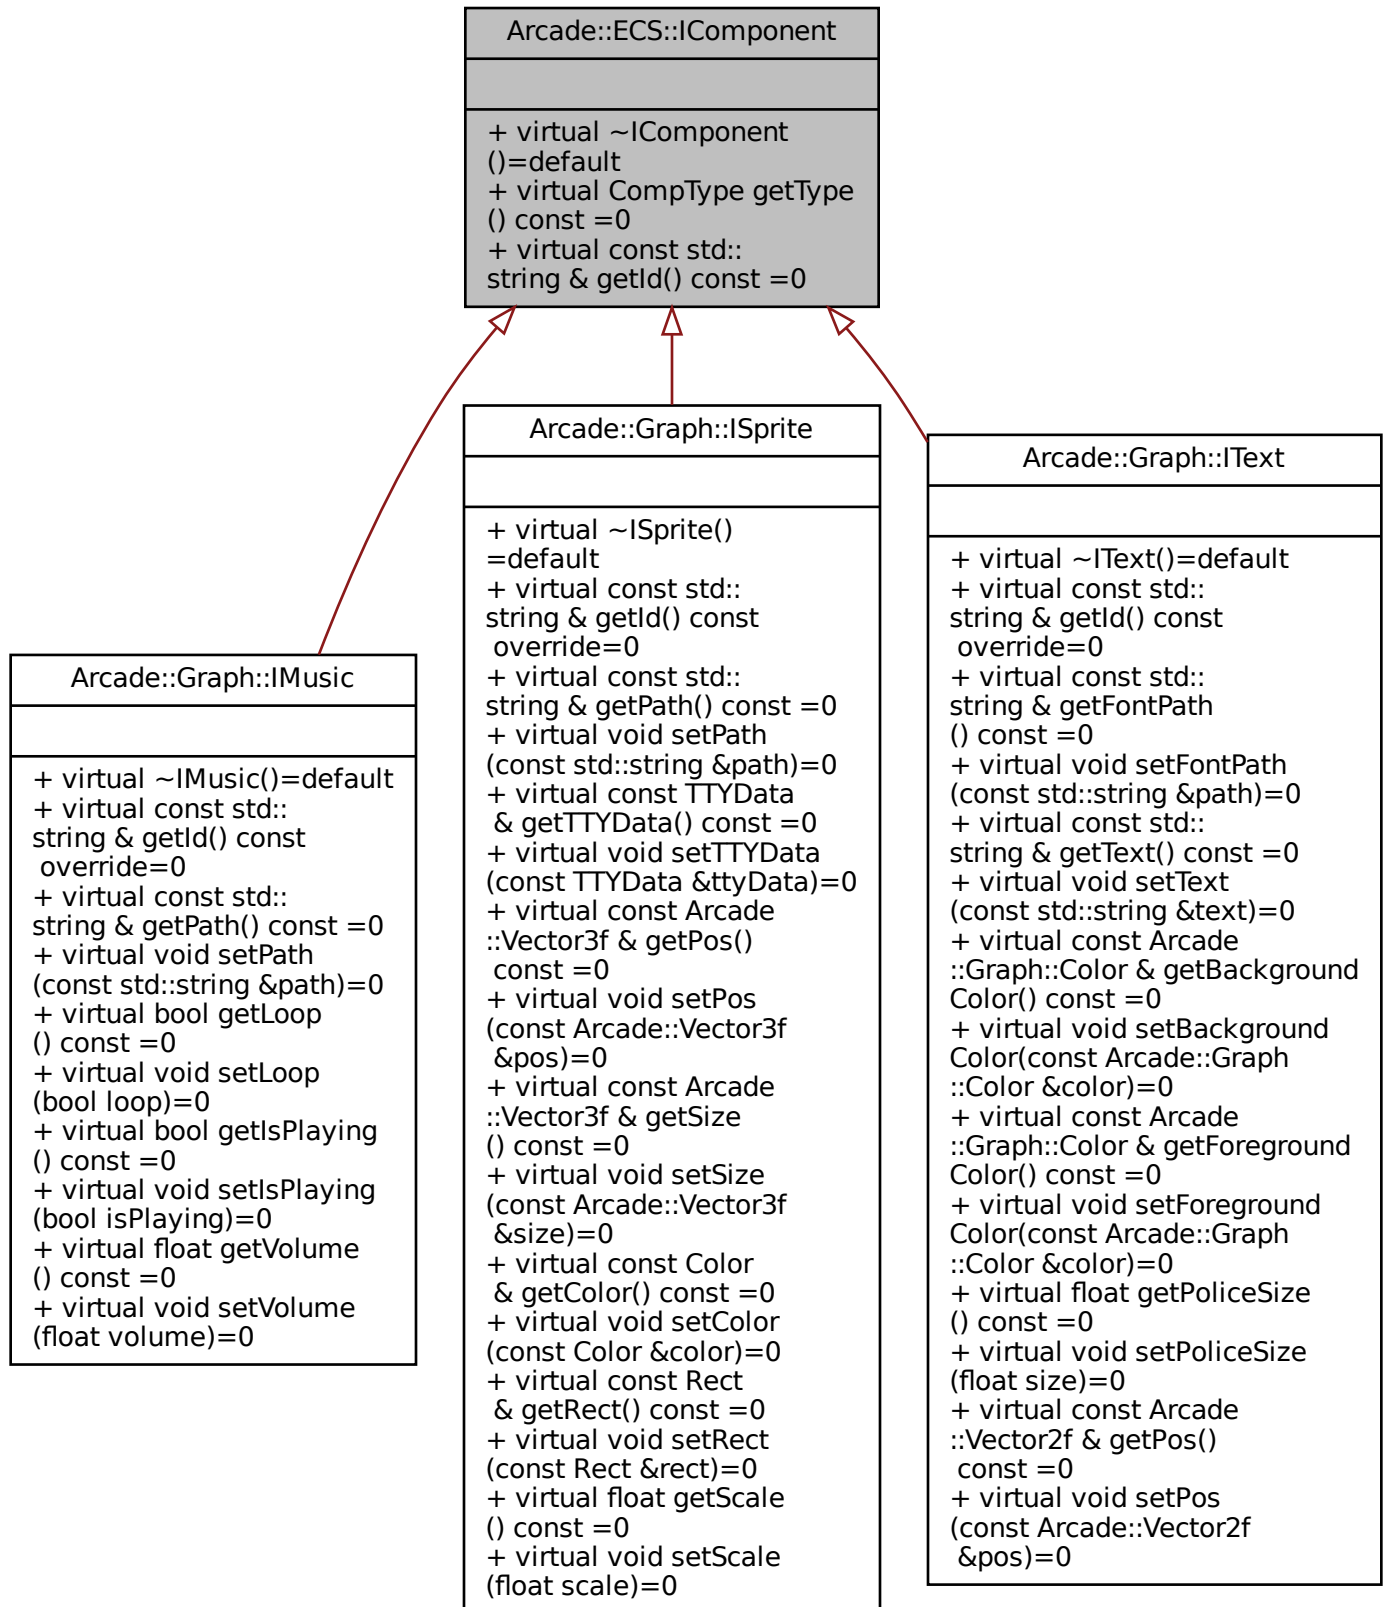 Arcade::ECS::IComponent
+ virtual ~IComponent
()=default
+ virtual CompType getType
() const =0
+ virtual const std::
string & getId() const =0
Arcade::Graph::IMusic
+ virtual ~IMusic()=default
+ virtual const std::
string & getId() const
override=0
+ virtual const std::
string & getPath() const =0
+ virtual void setPath
(const std::string &path)=0
+ virtual bool getLoop
() const =0
+ virtual void setLoop
(bool loop)=0
+ virtual bool getIsPlaying
() const =0
+ virtual void setIsPlaying
(bool isPlaying)=0
+ virtual float getVolume
() const =0
+ virtual void setVolume
(float volume)=0
Arcade::Graph::ISprite
+ virtual ~ISprite()
=default
+ virtual const std::
string & getId() const
override=0
+ virtual const std::
string & getPath() const =0
+ virtual void setPath
(const std::string &path)=0
+ virtual const TTYData
& getTTYData() const =0
+ virtual void setTTYData
(const TTYData &ttyData)=0
+ virtual const Arcade
::Vector3f & getPos()
const =0
+ virtual void setPos
(const Arcade::Vector3f
&pos)=0
+ virtual const Arcade
::Vector3f & getSize
() const =0
+ virtual void setSize
(const Arcade::Vector3f
&size)=0
+ virtual const Color
& getColor() const =0
+ virtual void setColor
(const Color &color)=0
+ virtual const Rect
& getRect() const =0
+ virtual void setRect
(const Rect &rect)=0
+ virtual float getScale
() const =0
+ virtual void setScale
(float scale)=0
Arcade::Graph::IText
+ virtual ~IText()=default
+ virtual const std::
string & getId() const
override=0
+ virtual const std::
string & getFontPath
() const =0
+ virtual void setFontPath
(const std::string &path)=0
+ virtual const std::
string & getText() const =0
+ virtual void setText
(const std::string &text)=0
+ virtual const Arcade
::Graph::Color & getBackground
Color() const =0
+ virtual void setBackground
Color(const Arcade::Graph
::Color &color)=0
+ virtual const Arcade
::Graph::Color & getForeground
Color() const =0
+ virtual void setForeground
Color(const Arcade::Graph
::Color &color)=0
+ virtual float getPoliceSize
() const =0
+ virtual void setPoliceSize
(float size)=0
+ virtual const Arcade
::Vector2f & getPos()
const =0
+ virtual void setPos
(const Arcade::Vector2f
&pos)=0